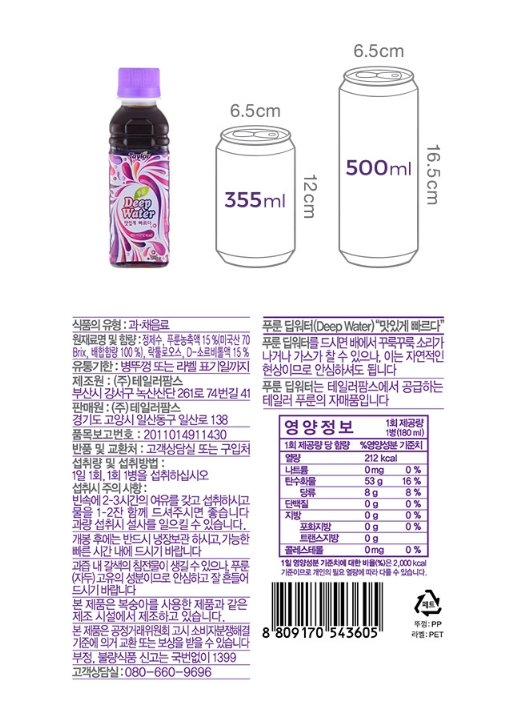 6.5cm
6.5cm
Taylor
Deep
Water
맛있게 빠르다
355ml
12cm
500ml
16.5cm
식품의 유형 : 과·채음료
원재료명 및 함량 : 정제수, 푸룬농축액 15 %(미국산 70
Brix, 배합함량 100 %), 락툴로오스, D-소르비톨액 15 %
유통기한 : 병뚜껑 또는 라벨 표기일까지
제조원 : (주)테일러팜스
부산시 강서구 녹산산단 261로 74번길 41
판매원 : (주)테일러팜스
경기도 고양시 일산동구 일산로 138
품목보고번호 : 2011014911430
반품 및 교환처 : 고객상담실 또는 구입처
섭취량 및 섭취방법 :
1일 1회, 1회 1병을 섭취하십시오
섭취시 주의 사항 :
빈속에 2-3시간의 여유를 갖고 섭취하시고
물을 1-2잔 함께 드셔주시면 좋습니다
과량 섭취시 설사를 일으킬 수 있습니다.
개봉 후에는 반드시 냉장보관 하시고, 가능한
빠른 시간 내에 드시기 바랍니다
과즙 내 갈색의 침전물이 생길 수 있으나, 푸룬
(자두) 고유의 성분이므로 안심하고 잘 흔들어
드시기 바랍니다
본 제품은 복숭아를 사용한 제품과 같은
제조 시설에서 제조하고 있습니다.
본 제품은 공정거래위원회 고시 소비자분쟁해결
기준에 의거 교환 또는 보상을 받을 수 있습니다
부정, 불량식품 신고는 국번없이 1399
고객상담실 : 080-660-9696
푸룬 딥워터(Deep Water) “맛있게 빠르다”
푸룬 딥워터를 드시면 배에서 꾸룩꾸룩 소리가
나거나 가스가 찰 수 있으나, 이는 자연적인
현상이므로 안심하셔도 됩니다
푸룬 딥워터는 테일러팜스에서 공급하는
테일러 푸룬의 자매품입니다
영양정보 1회 제공량
1병(180 ml)
1회 제공량 당 함량 %영양성분 기준치
열량 212 kcal
나트륨 0 mg 0 %
탄수화물 53 g 16 %
당류 8 g 8 %
단백질 0 g 0 %
지방 0 g 0 %
포화지방 0 g 0 %
트랜스지방 0 g
콜레스테롤 0 mg 0 %
1일 영양성분 기준치에 대한 비율(%)은 2,000 kcal
기준이므로 개인의 필요 열량에 따라 다를 수 있습니다.
8 809170 543605
페트
뚜껑 : PP
라벨 : PET